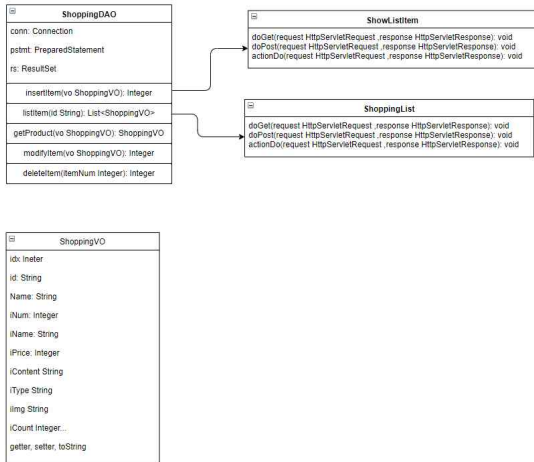 ShoppingDAO
conn: Connection
pstmt: PreparedStatement
rs: ResultSet
insertItem(vo ShoppingVO): Integer
listItem(id String): List<ShoppingVO>
getProduct(vo ShoppingVO): ShoppingVO
modifyItem(vo ShoppingVO): Integer
deleteItem(itemNum Integer): Integer
ShowListItem
doGet(request HttpServletRequest ,response HttpServletResponse): void
doPost(request HttpServletRequest ,response HttpServletResponse): void
actionDo(request HttpServletRequest ,response HttpServletResponse): void
ShoppingList
doGet(request HttpServletRequest ,response HttpServletResponse): void
doPost(request HttpServletRequest ,response HttpServletResponse): void
actionDo(request HttpServletRequest ,response HttpServletResponse): void
ShoppingVO
idx Ineter
id: String
Name: String
iNum: Integer
iName: String
iPrice: Integer
iContent String
iType String
iImg String
iCount Integer...
getter, setter, toString